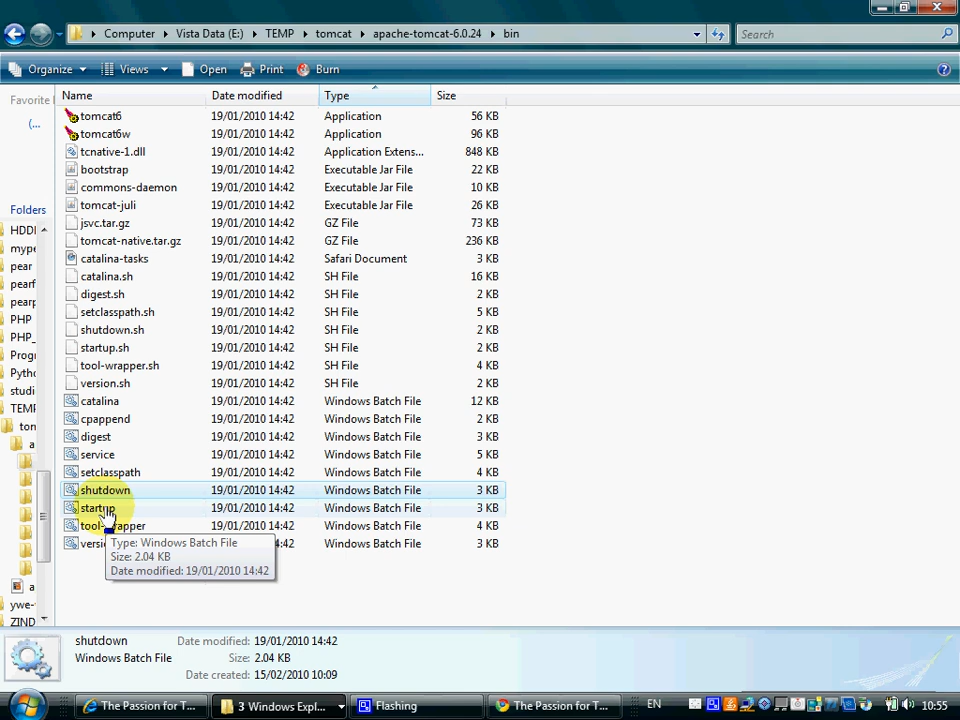 Computer
Vista Data (E:)
TEMP
tomcat
apache-tomcat-6.0.24
bin
Search
Organize
Views
Open
Print
Burn
Favorite
(...
Name Date modified Type Size
tomcat6 19/01/2010 14:42 Application 56 KB
tomcat6w 19/01/2010 14:42 Application 96 KB
tcnative-1.dll 19/01/2010 14:42 Application Extens... 848 KB
bootstrap 19/01/2010 14:42 Executable Jar File 22 KB
commons-daemon 19/01/2010 14:42 Executable Jar File 10 KB
tomcat-juli 19/01/2010 14:42 Executable Jar File 26 KB
jsvc.tar.gz 19/01/2010 14:42 GZ File 73 KB
tomcat-native.tar.gz 19/01/2010 14:42 GZ File 236 KB
catalina-tasks 19/01/2010 14:42 Safari Document 3 KB
catalina.sh 19/01/2010 14:42 SH File 16 KB
digest.sh 19/01/2010 14:42 SH File 2 KB
setclasspath.sh 19/01/2010 14:42 SH File 5 KB
shutdown.sh 19/01/2010 14:42 SH File 2 KB
startup.sh 19/01/2010 14:42 SH File 2 KB
tool-wrapper.sh 19/01/2010 14:42 SH File 4 KB
version.sh 19/01/2010 14:42 SH File 2 KB
catalina 19/01/2010 14:42 Windows Batch File 12 KB
cpappend 19/01/2010 14:42 Windows Batch File 2 KB
digest 19/01/2010 14:42 Windows Batch File 3 KB
service 19/01/2010 14:42 Windows Batch File 5 KB
setclasspath 19/01/2010 14:42 Windows Batch File 4 KB
shutdown 19/01/2010 14:42 Windows Batch File 3 KB
startup 19/01/2010 14:42 Windows Batch File 3 KB
tool-wrapper 19/01/2010 14:42 Windows Batch File 4 KB
versi 4:42 Windows Batch File 3 KB
Type: Windows Batch File
Size: 2.04 KB
Date modified: 19/01/2010 14:42
Folders
HDD
mype
pear
pearf
pearp
PHP
PHP_
Progr
Pytho
studi
TEMP
tom
a
a
ywe-
ZIND
shutdown Date modified: 19/01/2010 14:42
Windows Batch File Size: 2.04 KB
Date created: 15/02/2010 10:09
The Passion for T...
3 Windows Expl...
Flashing
The Passion for T...
EN
10:55